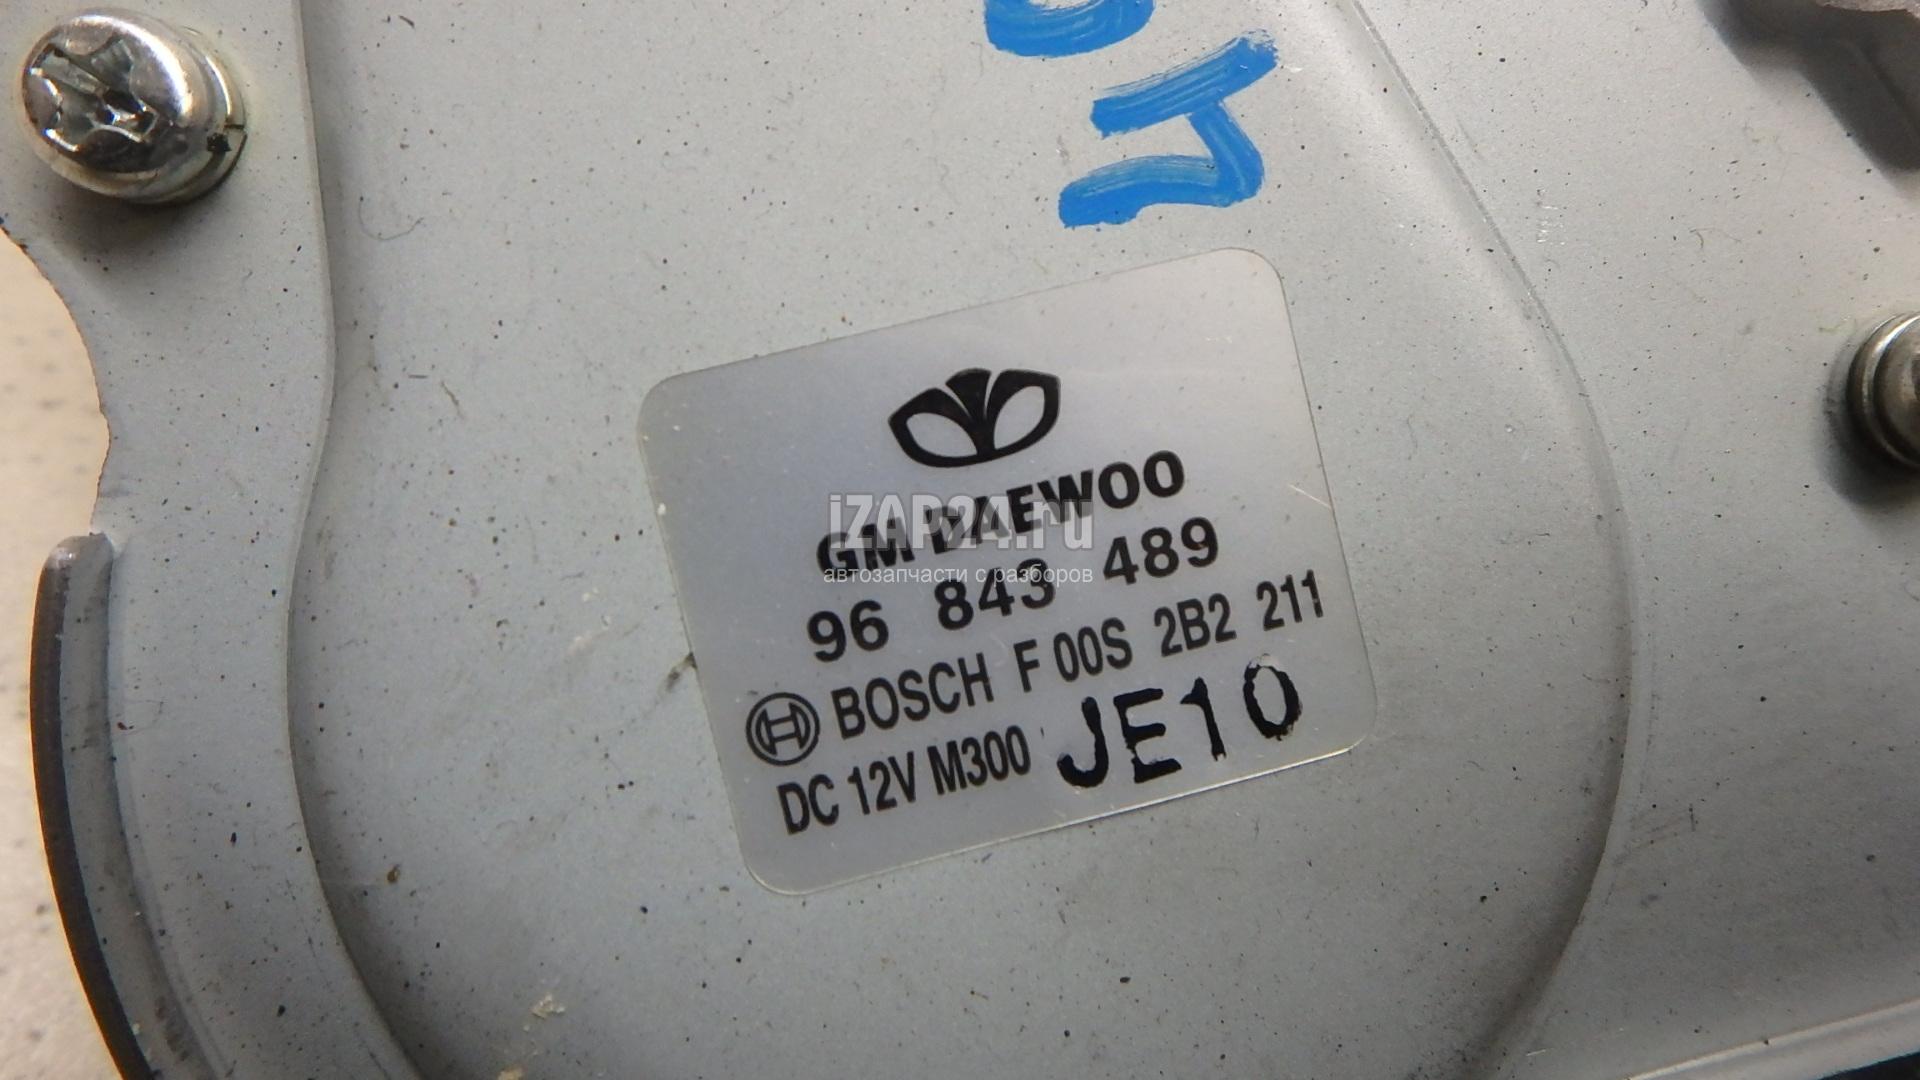 GM DAEWOO
iZAP24.ru
автозапчасти с разборов
96 843 489
BOSCH F 00S 2B2 211
DC 12V M300 JE10